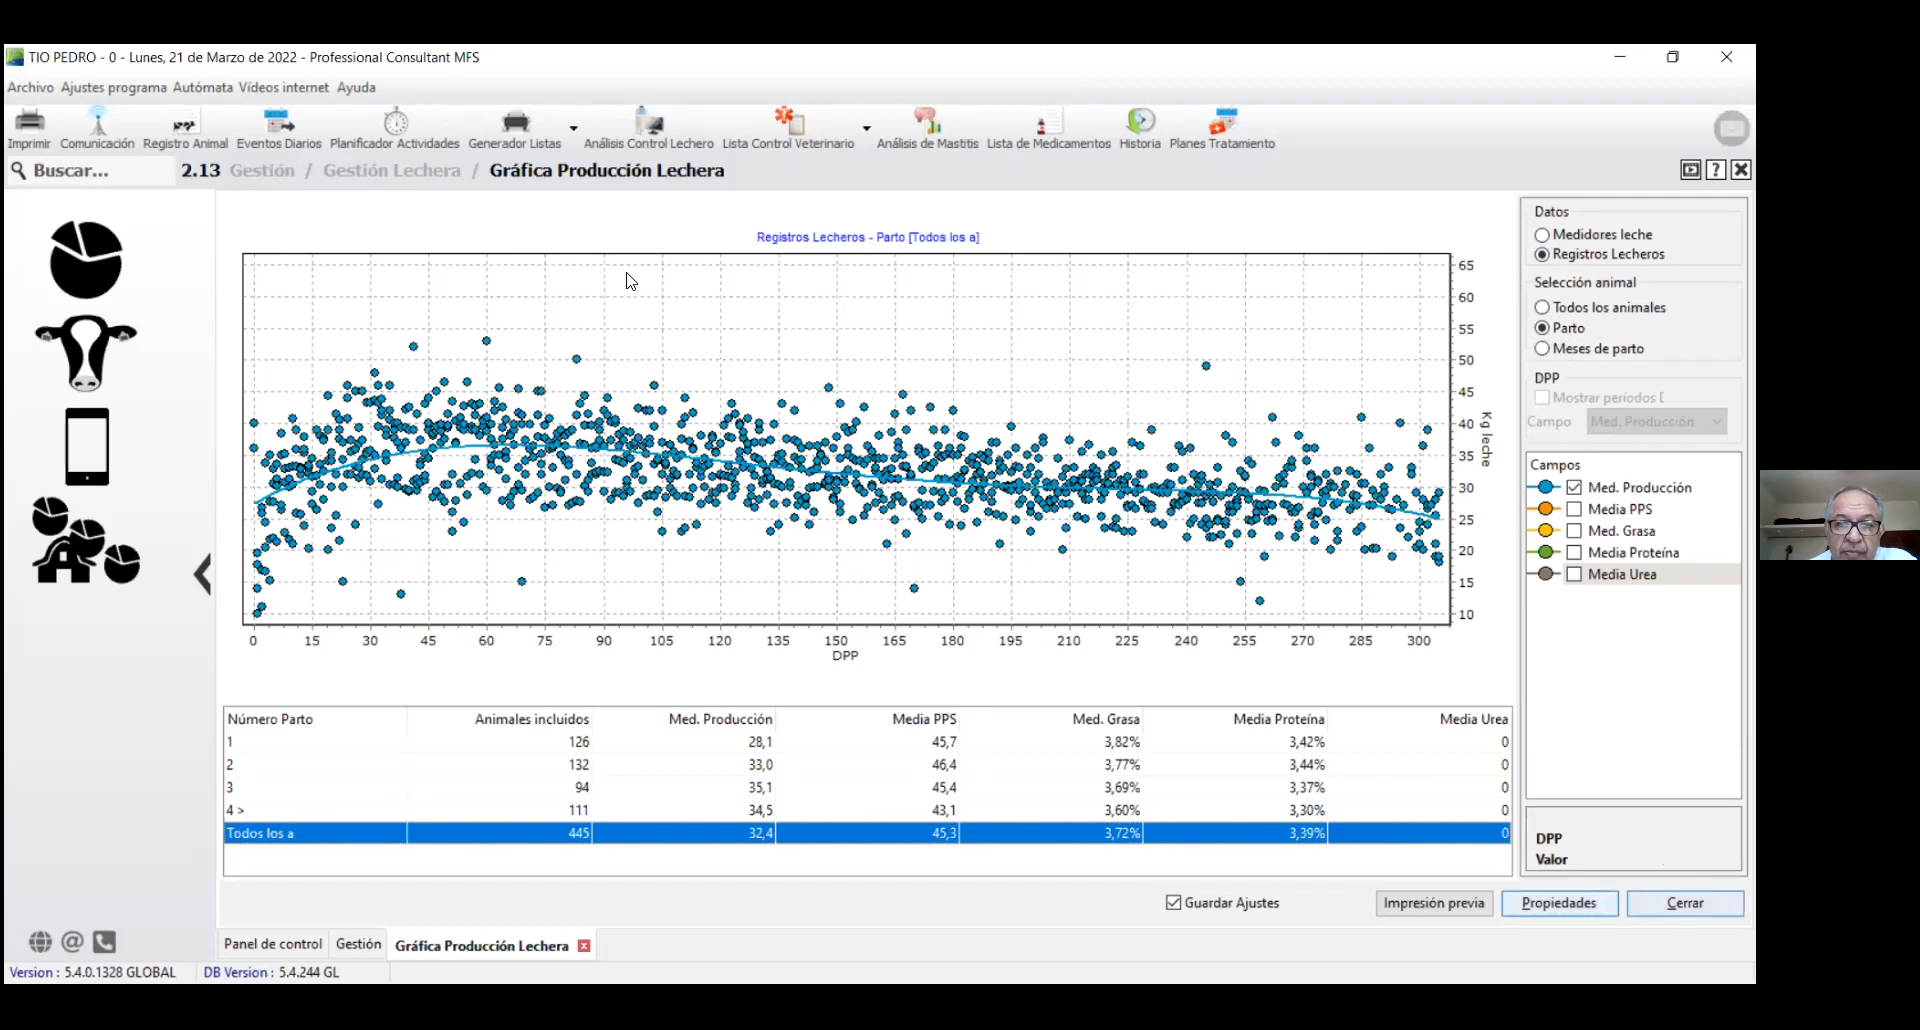 TIO PEDRO - 0 - Lunes, 21 de Marzo de 2022 - Professional Consultant MFS
Archivo Ajustes programa Autómata Vídeos internet Ayuda
Imprimir Comunicación Registro Animal Eventos Diarios Planificador Actividades Generador Listas Análisis Control Lechero Lista Control Veterinario Análisis de Mastitis Lista de Medicamentos Historia Planes Tratamiento
Buscar... 2.13 Gestión / Gestión Lechera / Gráfica Producción Lechera
Registros Lecheros - Parto [Todos los a]
65
60
55
50
45
40
35
30
25
20
15
10
Kg leche
0 15 30 45 60 75 90 105 120 135 150 165 180 195 210 225 240 255 270 285 300
DPP
Datos
Medidores leche
Registros Lecheros
Selección animal
Todos los animales
Parto
Meses de parto
DPP
Mostrar períodos [
Campo Med. Producción
Campos
Med. Producción
Media PPS
Med. Grasa
Media Proteína
Media Urea
Número Parto Animales incluidos Med. Producción Media PPS Med. Grasa Media Proteína Media Urea
1 126 28,1 45,7 3,82% 3,42% 0
2 132 33,0 46,4 3,77% 3,44% 0
3 94 35,1 45,4 3,69% 3,37% 0
4 > 111 34,5 43,1 3,60% 3,30% 0
Todos los a 445 32,4 45,3 3,72% 3,39% 0
DPP
Valor
Guardar Ajustes Impresión previa Propiedades Cerrar
Panel de control Gestión Gráfica Producción Lechera
Version : 5.4.0.1328 GLOBAL DB Version : 5.4.244 GL